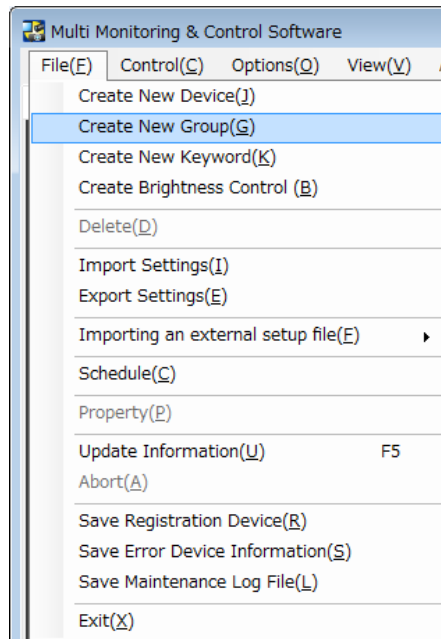 Multi Monitoring & Control Software
File(F) Control(C) Options(O) View(V)
Create New Device(J)
Create New Group(G)
Create New Keyword(K)
Create Brightness Control (B)
Delete(D)
Import Settings(I)
Export Settings(E)
Importing an external setup file(F)
Schedule(C)
Property(P)
Update Information(U) F5
Abort(A)
Save Registration Device(R)
Save Error Device Information(S)
Save Maintenance Log File(L)
Exit(X)